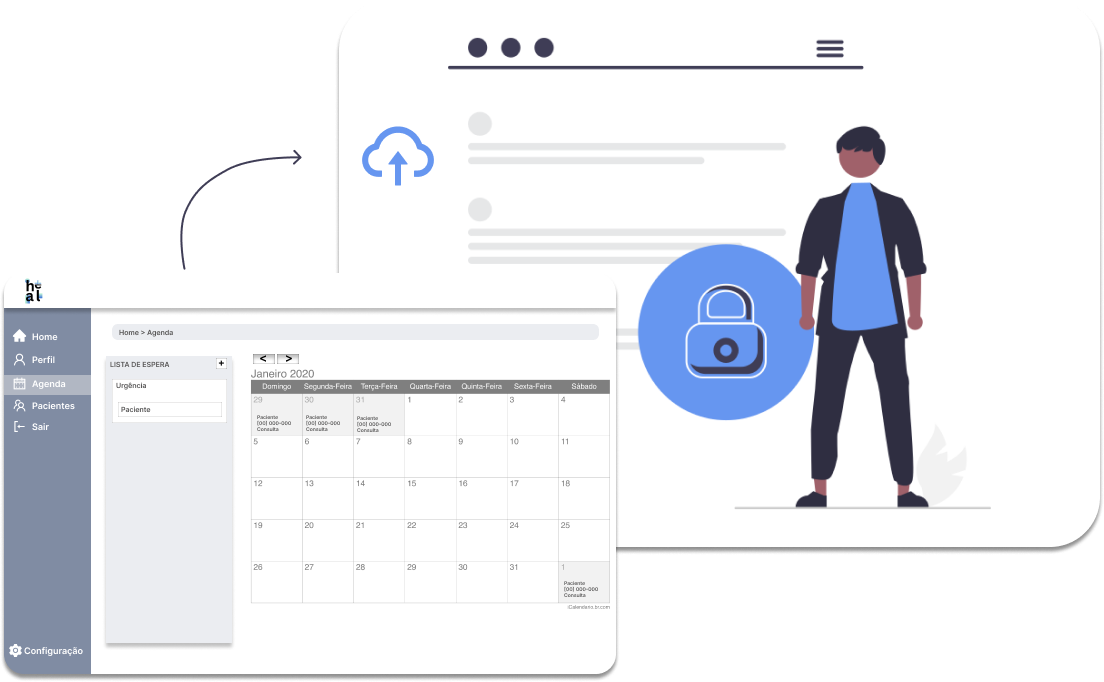 he
al
Home
Perfil
Agenda
Pacientes
Sair
Configuração
Home > Agenda
LISTA DE ESPERA +
Urgência
Paciente
< >
Janeiro 2020
Domingo Segunda-Feira Terça-Feira Quarta-Feira Quinta-Feira Sexta-Feira Sábado
29 30 31 1 2 3 4
Paciente Paciente Paciente
(00) 000-000 (00) 000-000 (00) 000-000
Consulta Consulta Consulta
5 6 7 8 9 10 11
12 13 14 15 16 17 18
19 20 21 22 23 24 25
26 27 28 29 30 31 1
Paciente
(00) 000-000
Consulta
iCalendario.br.com